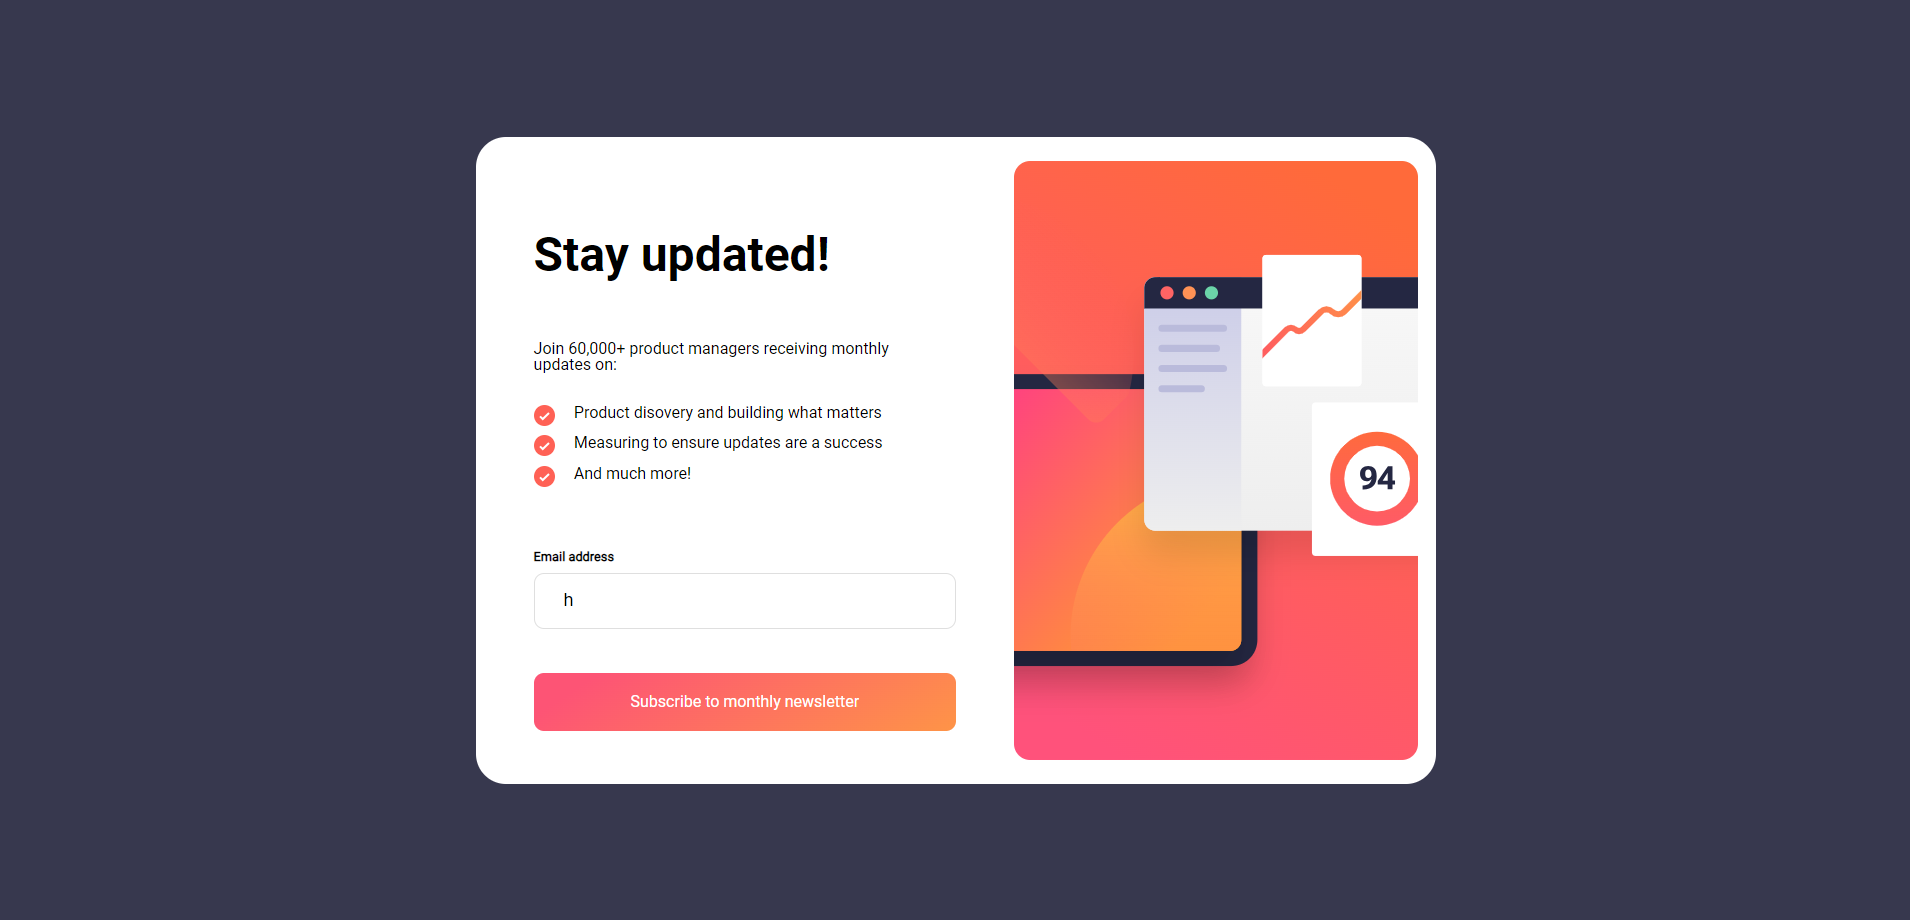 Stay updated!
Join 60,000+ product managers receiving monthly
updates on:
Product disovery and building what matters
Measuring to ensure updates are a success
And much more!
Email address
h
Subscribe to monthly newsletter
94